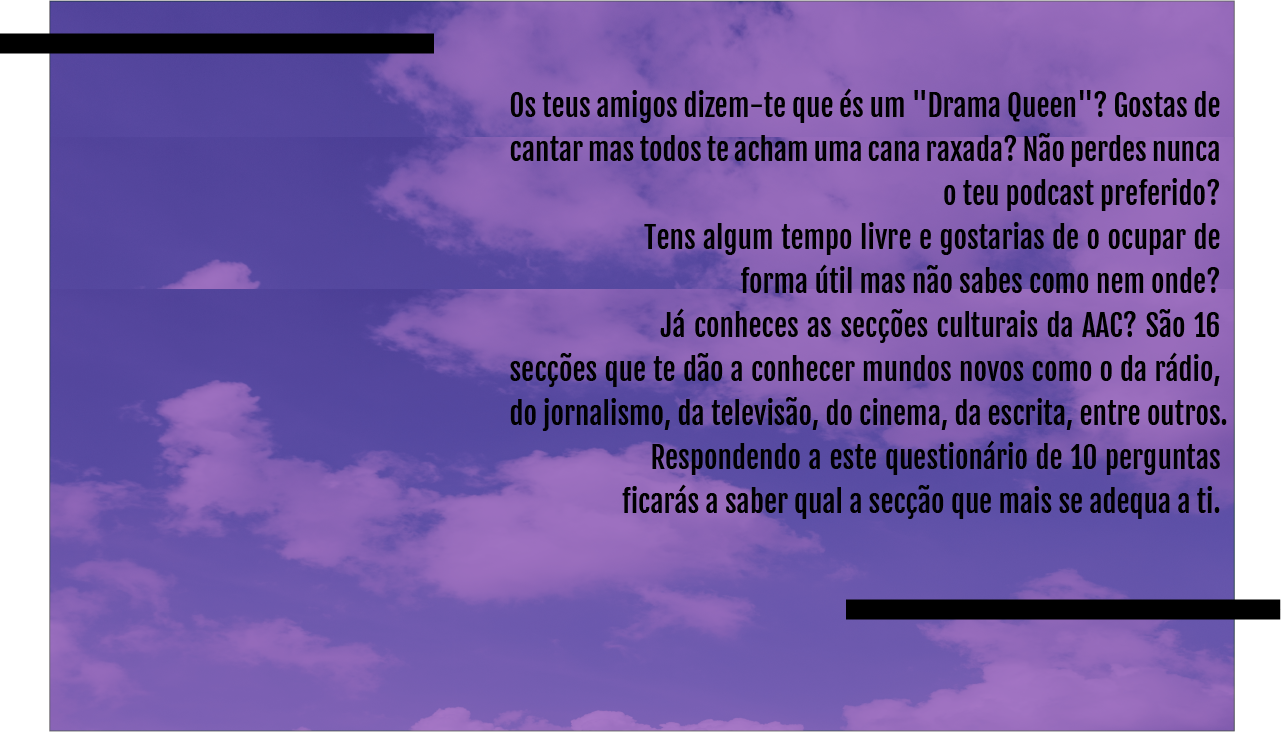 Os teus amigos dizem-te que és um "Drama Queen"? Gostas de
cantar mas todos te acham uma cana raxada? Não perdes nunca
o teu podcast preferido?
Tens algum tempo livre e gostarias de o ocupar de
forma útil mas não sabes como nem onde?
Já conheces as secções culturais da AAC? São 16
secções que te dão a conhecer mundos novos como o da rádio,
do jornalismo, da televisão, do cinema, da escrita, entre outros.
Respondendo a este questionário de 10 perguntas
ficarás a saber qual a secção que mais se adequa a ti.